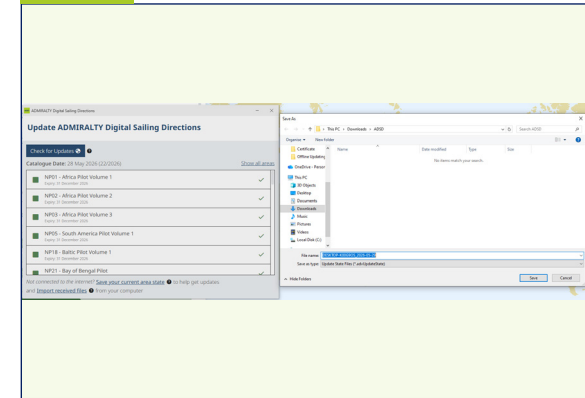 ADMIRALTY Digital Sailing Directions
Update ADMIRALTY Digital Sailing Directions
Check for Updates
Catalogue Date: 28 May 2026 (22/2026)
Show all areas
NP01 - Africa Pilot Volume 1
Expiry: 31 December 2026
NP02 - Africa Pilot Volume 2
Expiry: 31 December 2026
NP03 - Africa Pilot Volume 3
Expiry: 31 December 2026
NP05 - South America Pilot Volume 1
Expiry: 31 December 2026
NP18 - Baltic Pilot Volume 1
Expiry: 31 December 2026
NP21 - Bay of Bengal Pilot
Not connected to the internet? Save your current area state to help get updates
and Import received files from your computer
Save As
This PC > Downloads > ADSD
Search ADSD
Organise New folder
Name Date modified Type Size
No items match your search.
Certificate
Offline Updating
OneDrive - Person
This PC
3D Objects
Desktop
Documents
Downloads
Music
Pictures
Videos
Local Disk (C:)
File name:
Save as type: Update State Files (*.adsdUpdateState)
Hide Folders
Save Cancel